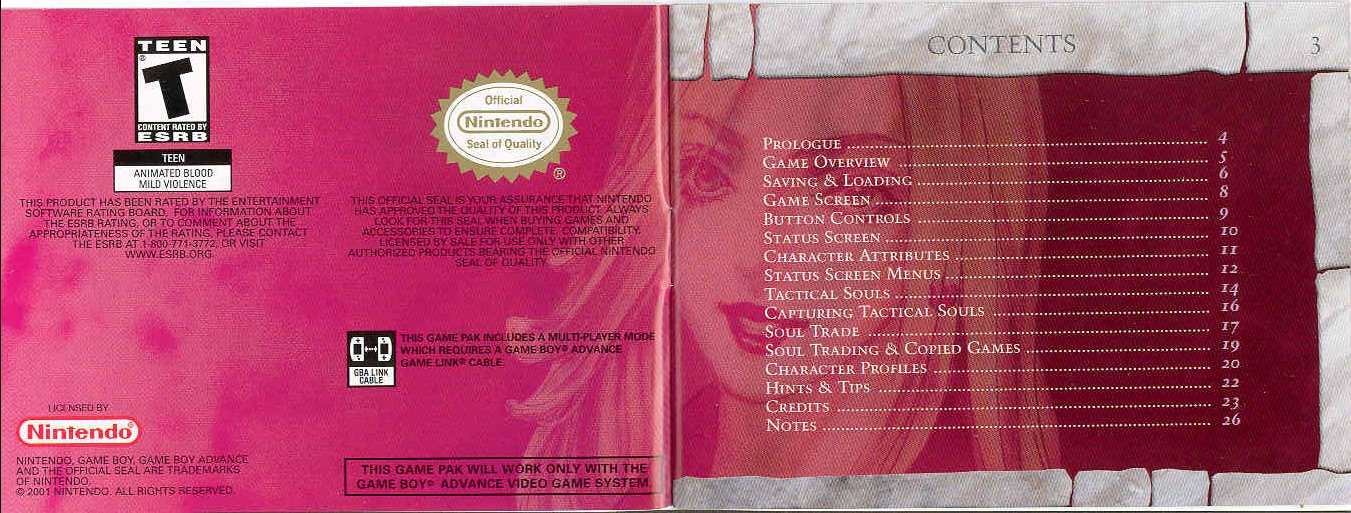 TEEN
T
®
CONTENT RATED BY
ESRB
TEEN
ANIMATED BLOOD
MILD VIOLENCE
THIS PRODUCT HAS BEEN RATED BY THE ENTERTAINMENT
SOFTWARE RATING BOARD. FOR INFORMATION ABOUT
THE ESRB RATING, OR TO COMMENT ABOUT THE
APPROPRIATENESS OF THE RATING, PLEASE CONTACT
THE ESRB AT 1-800-771-3772, OR VISIT
WWW.ESRB.ORG.
Official
Nintendo
Seal of Quality
®
THIS OFFICIAL SEAL IS YOUR ASSURANCE THAT NINTENDO
HAS APPROVED THE QUALITY OF THIS PRODUCT. ALWAYS
LOOK FOR THIS SEAL WHEN BUYING GAMES AND
ACCESSORIES TO ENSURE COMPLETE COMPATIBILITY.
LICENSED BY SALE FOR USE ONLY WITH OTHER
AUTHORIZED PRODUCTS BEARING THE OFFICIAL NINTENDO
SEAL OF QUALITY.
GBA LINK
CABLE
THIS GAME PAK INCLUDES A MULTI-PLAYER MODE
WHICH REQUIRES A GAME BOY® ADVANCE
GAME LINK® CABLE.
LICENSED BY
Nintendo®
NINTENDO, GAME BOY, GAME BOY ADVANCE
AND THE OFFICIAL SEAL ARE TRADEMARKS
OF NINTENDO.
© 2001 NINTENDO. ALL RIGHTS RESERVED.
THIS GAME PAK WILL WORK ONLY WITH THE
GAME BOY® ADVANCE VIDEO GAME SYSTEM.
CONTENTS 3
PROLOGUE 4
GAME OVERVIEW 5
SAVING & LOADING 6
GAME SCREEN 8
BUTTON CONTROLS 9
STATUS SCREEN 10
CHARACTER ATTRIBUTES 11
STATUS SCREEN MENUS 12
TACTICAL SOULS 14
CAPTURING TACTICAL SOULS 16
SOUL TRADE 17
SOUL TRADING & COPIED GAMES 19
CHARACTER PROFILES 20
HINTS & TIPS 22
CREDITS 23
NOTES 26